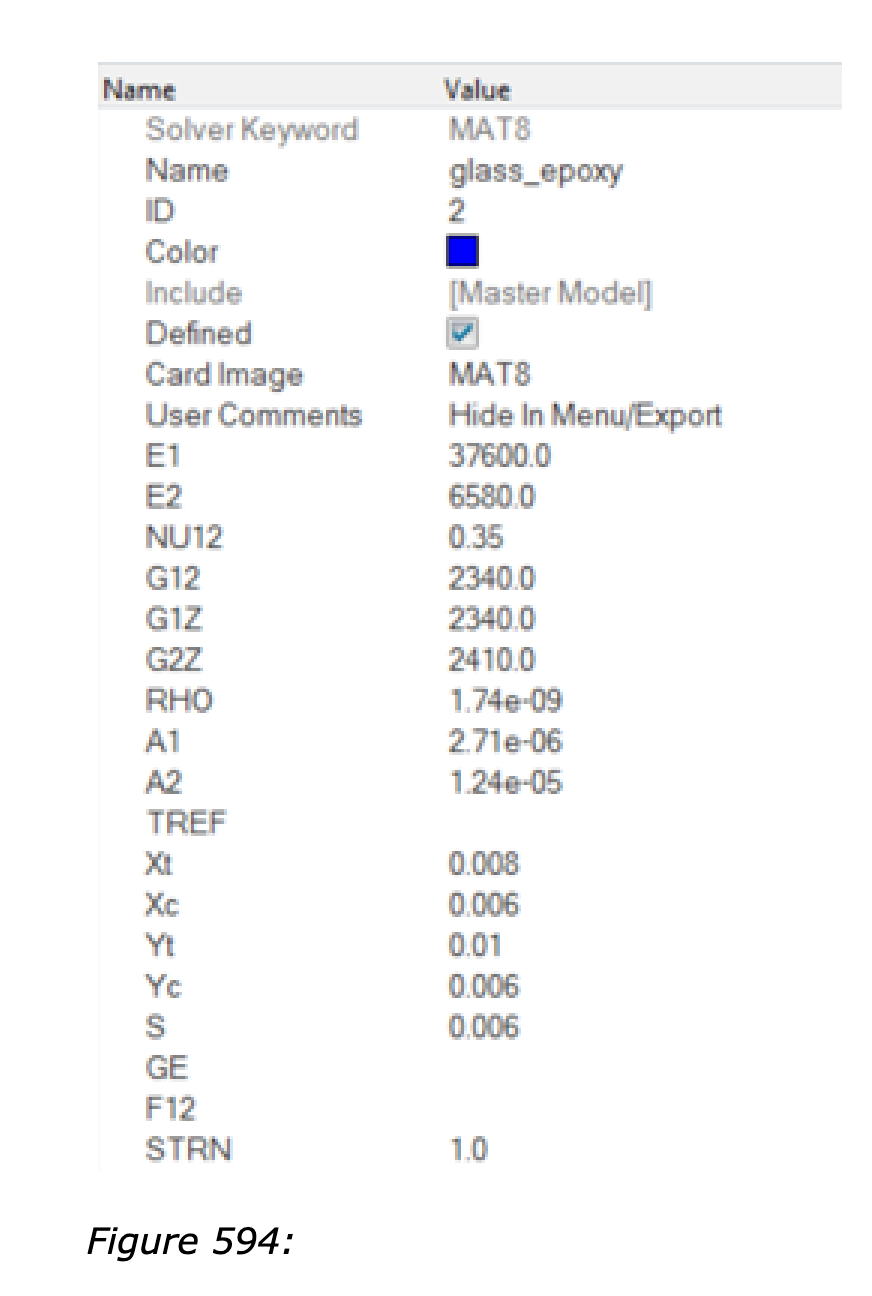 Name Value
Solver Keyword MAT8
Name glass_epoxy
ID 2
Color
Include [Master Model]
Defined
Card Image MAT8
User Comments Hide In Menu/Export
E1 37600.0
E2 6580.0
NU12 0.35
G12 2340.0
G1Z 2340.0
G2Z 2410.0
RHO 1.74e-09
A1 2.71e-06
A2 1.24e-05
TREF
Xt 0.008
Xc 0.006
Yt 0.01
Yc 0.006
S 0.006
GE
F12
STRN 1.0
Figure 594: